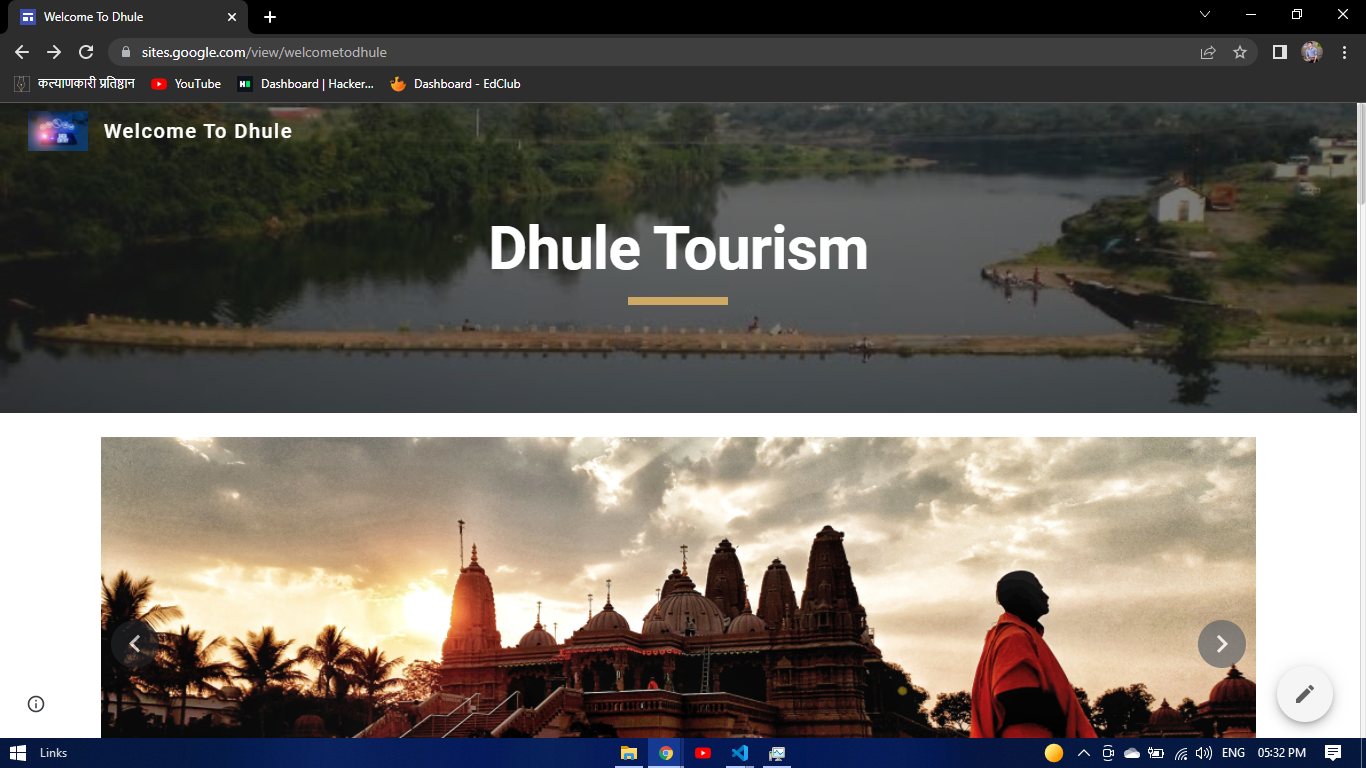 Welcome To Dhule
sites.google.com/view/welcometodhule
कल्याणकारी प्रतिष्ठान
YouTube
Dashboard | Hacker...
Dashboard - EdClub
Welcome To Dhule
Dhule Tourism
Links
ENG
05:32 PM